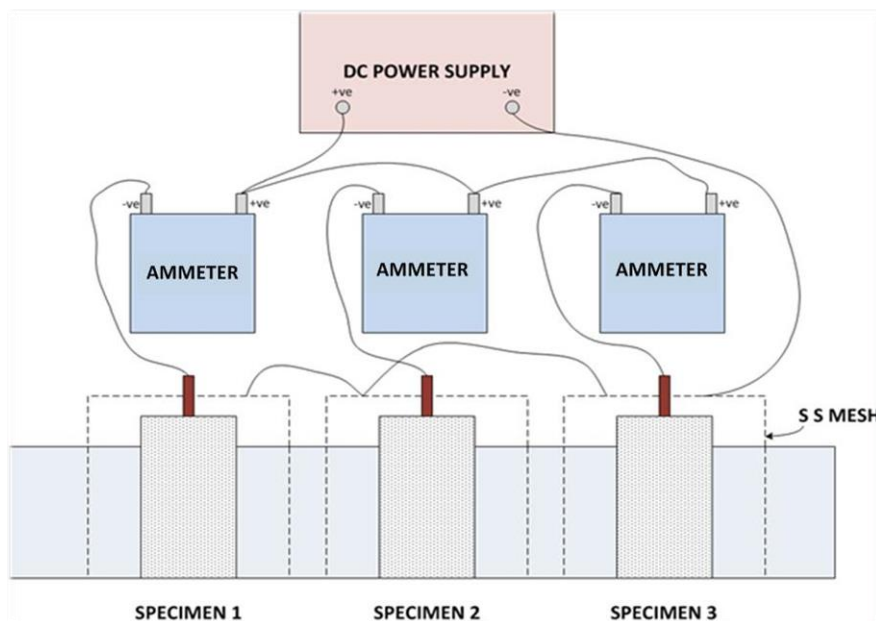 DC POWER SUPPLY
+ve
-ve
-ve
+ve
-ve
+ve
-ve
+ve
AMMETER
AMMETER
AMMETER
S S MESH
SPECIMEN 1
SPECIMEN 2
SPECIMEN 3